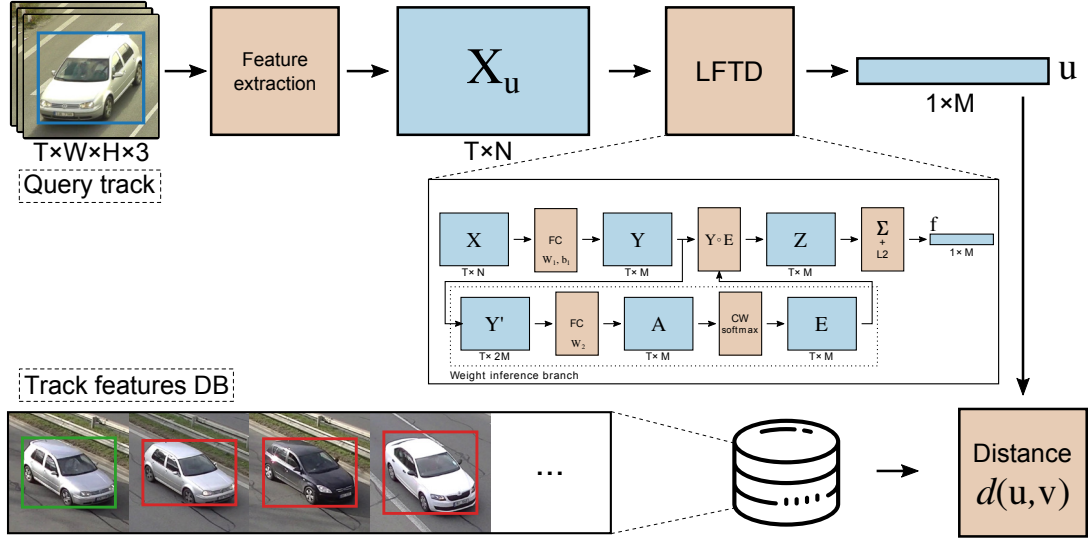 Feature
extraction
X_u
LFTD
u
1×M
T×W×H×3
T×N
Query track
X
FC
W₁, b₁
Y
Y∘E
Z
Σ
+
L2
f
1× M
T× N
T× M
T× M
Y'
FC
W₂
A
CW
softmax
E
T× 2M
T× M
T× M
Weight inference branch
Track features DB
...
Distance
d(u,v)